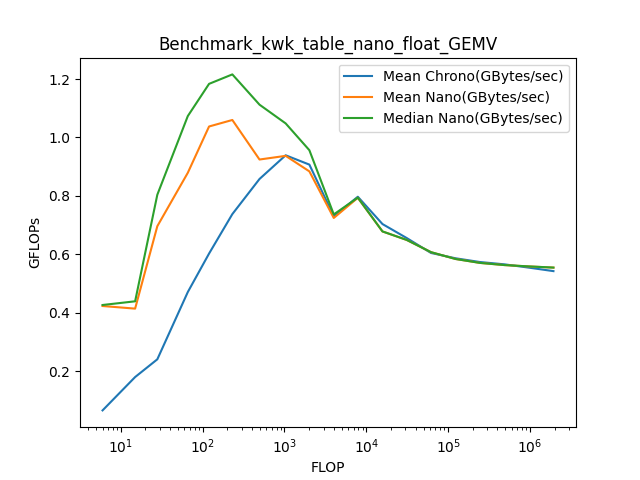 Benchmark_kwk_table_nano_float_GEMV
Mean Chrono(GBytes/sec)
Mean Nano(GBytes/sec)
Median Nano(GBytes/sec)
GFLOPs
1.2
1.0
0.8
0.6
0.4
0.2
10¹ 10² 10³ 10⁴ 10⁵ 10⁶
FLOP